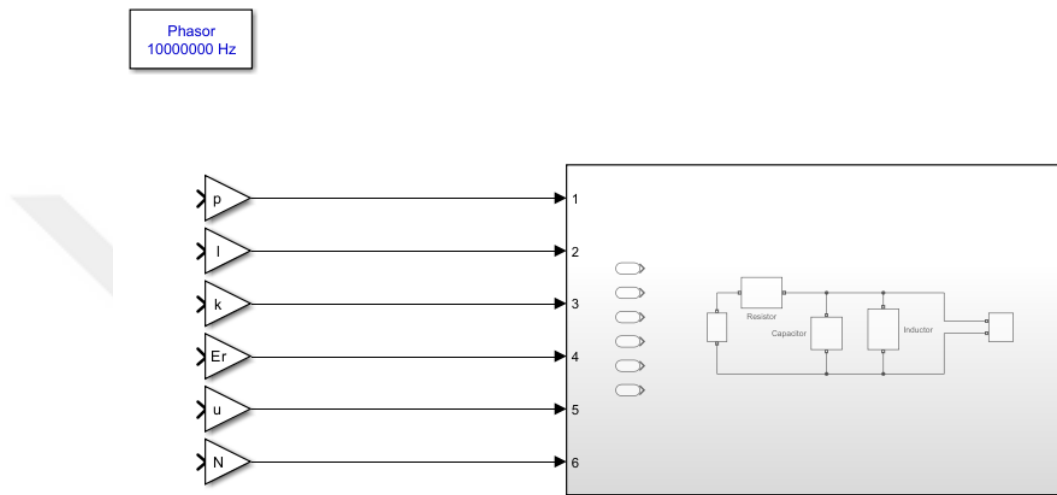 Phasor
10000000 Hz
p
1
l
2
k
3
Er
4
u
5
N
6
Resistor
Capacitor
Inductor